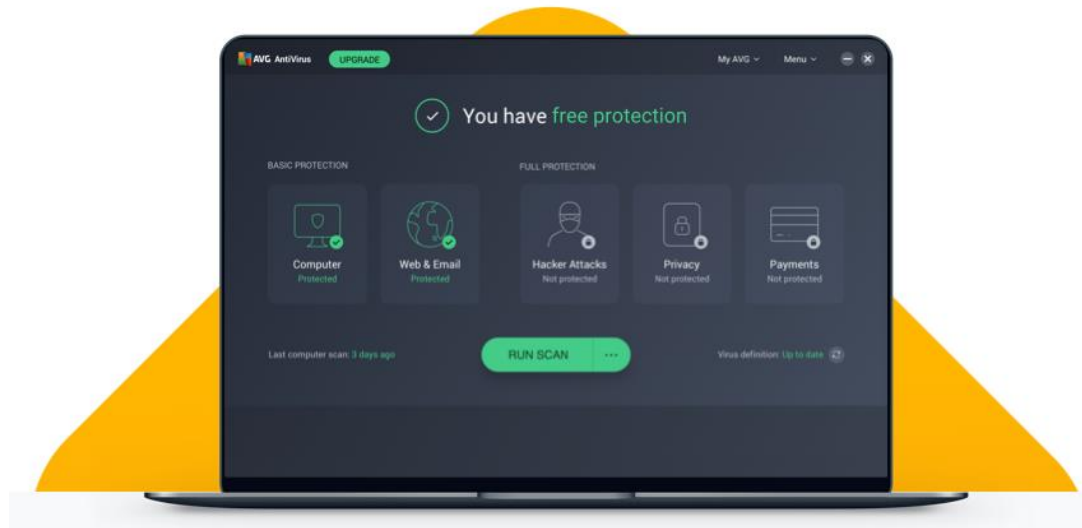 AVG AntiVirus UPGRADE My AVG Menu
You have free protection
BASIC PROTECTION FULL PROTECTION
Computer Web & Email Hacker Attacks Privacy Payments
Protected Protected Not protected Not protected Not protected
Last computer scan: 3 days ago RUN SCAN ... Virus definition: Up to date